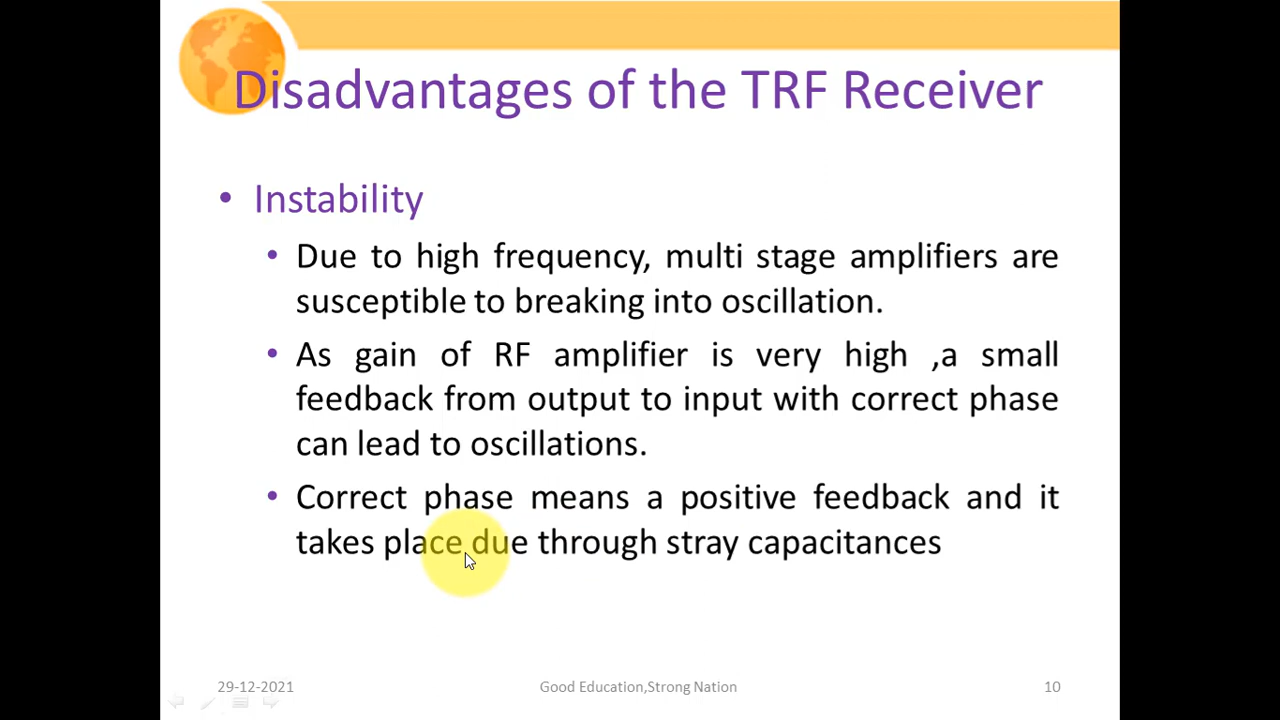 Disadvantages of the TRF Receiver
• Instability
• Due to high frequency, multi stage amplifiers are
susceptible to breaking into oscillation.
• As gain of RF amplifier is very high ,a small
feedback from output to input with correct phase
can lead to oscillations.
• Correct phase means a positive feedback and it
takes place due through stray capacitances
29-12-2021 Good Education,Strong Nation 10